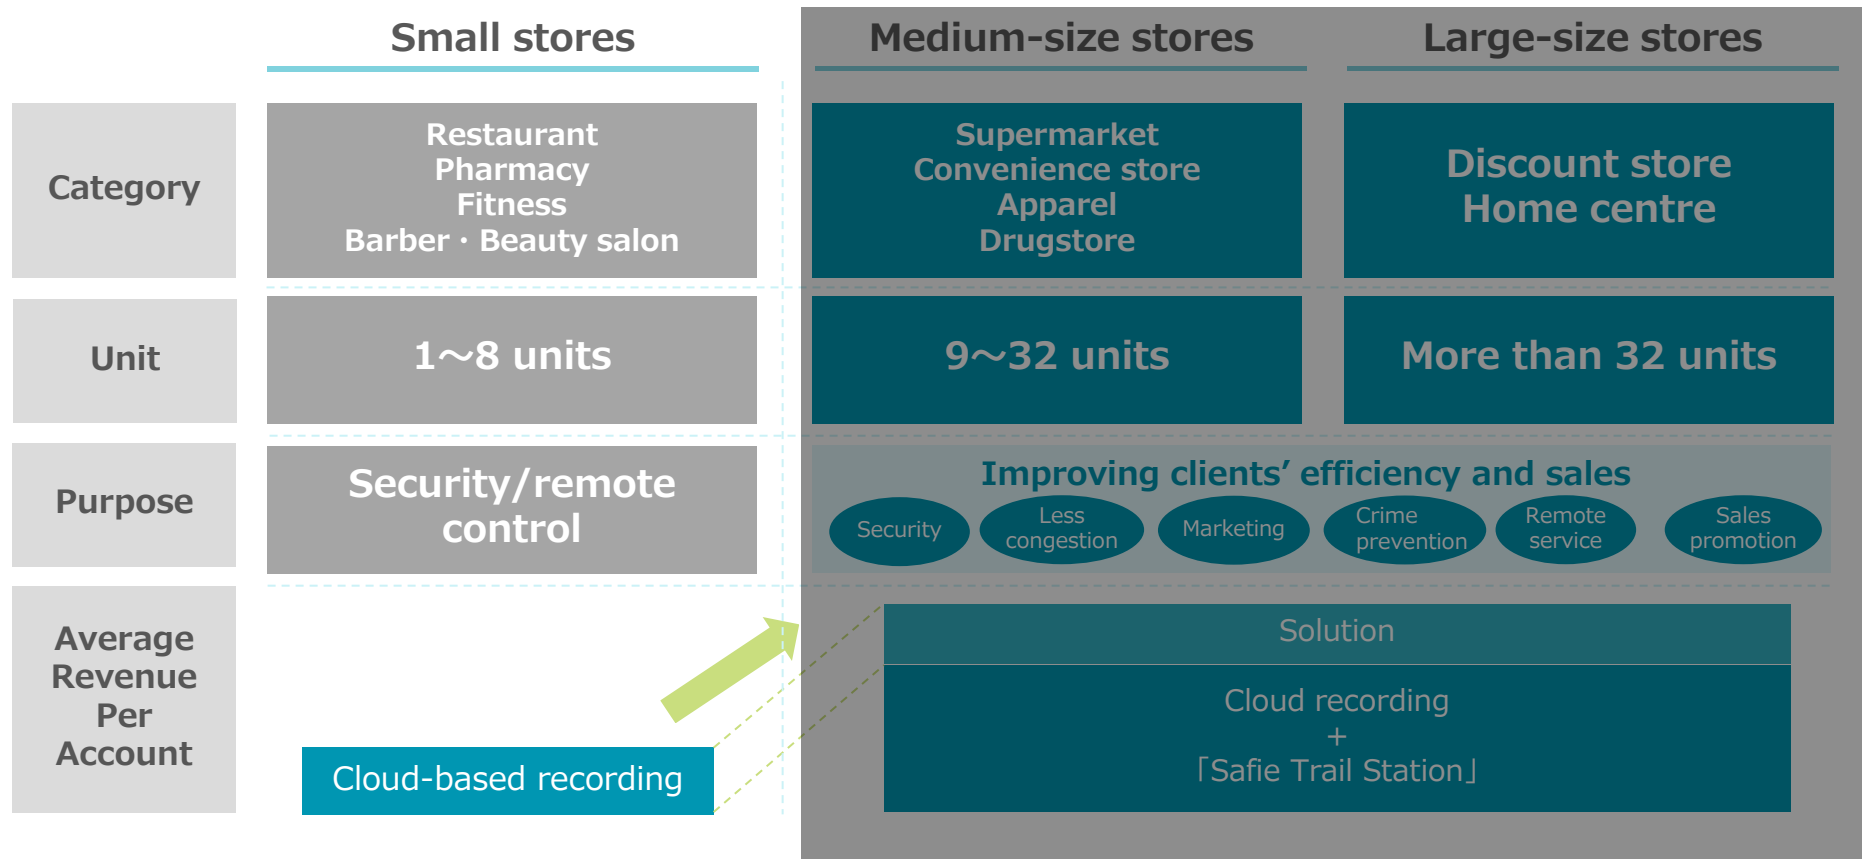 Small stores
Medium-size stores
Large-size stores
Category
Restaurant
Pharmacy
Fitness
Barber・Beauty salon
Supermarket
Convenience store
Apparel
Drugstore
Discount store
Home centre
Unit
1～8 units
9～32 units
More than 32 units
Purpose
Security/remote
control
Improving clients’ efficiency and sales
Security
Less
congestion
Marketing
Crime
prevention
Remote
service
Sales
promotion
Average
Revenue
Per
Account
Cloud-based recording
Solution
Cloud recording
+
「Safie Trail Station」